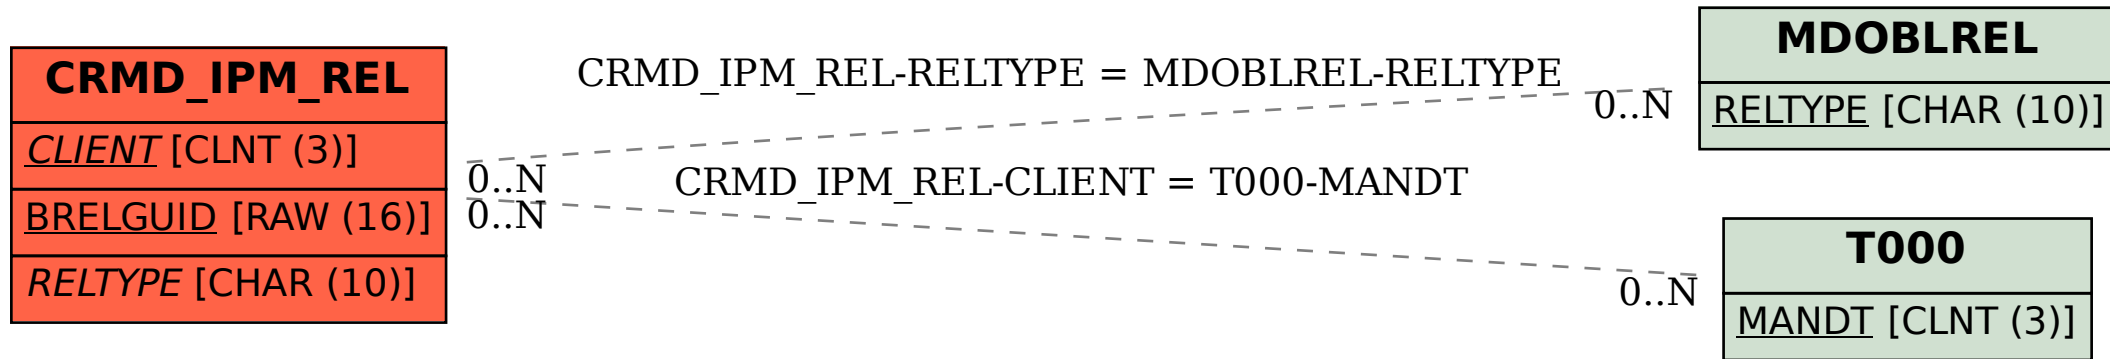 CRMD_IPM_REL
CLIENT [CLNT (3)]
BRELGUID [RAW (16)]
RELTYPE [CHAR (10)]
CRMD_IPM_REL-RELTYPE = MDOBLREL-RELTYPE
0..N
0..N
CRMD_IPM_REL-CLIENT = T000-MANDT
0..N
0..N
MDOBLREL
RELTYPE [CHAR (10)]
T000
MANDT [CLNT (3)]